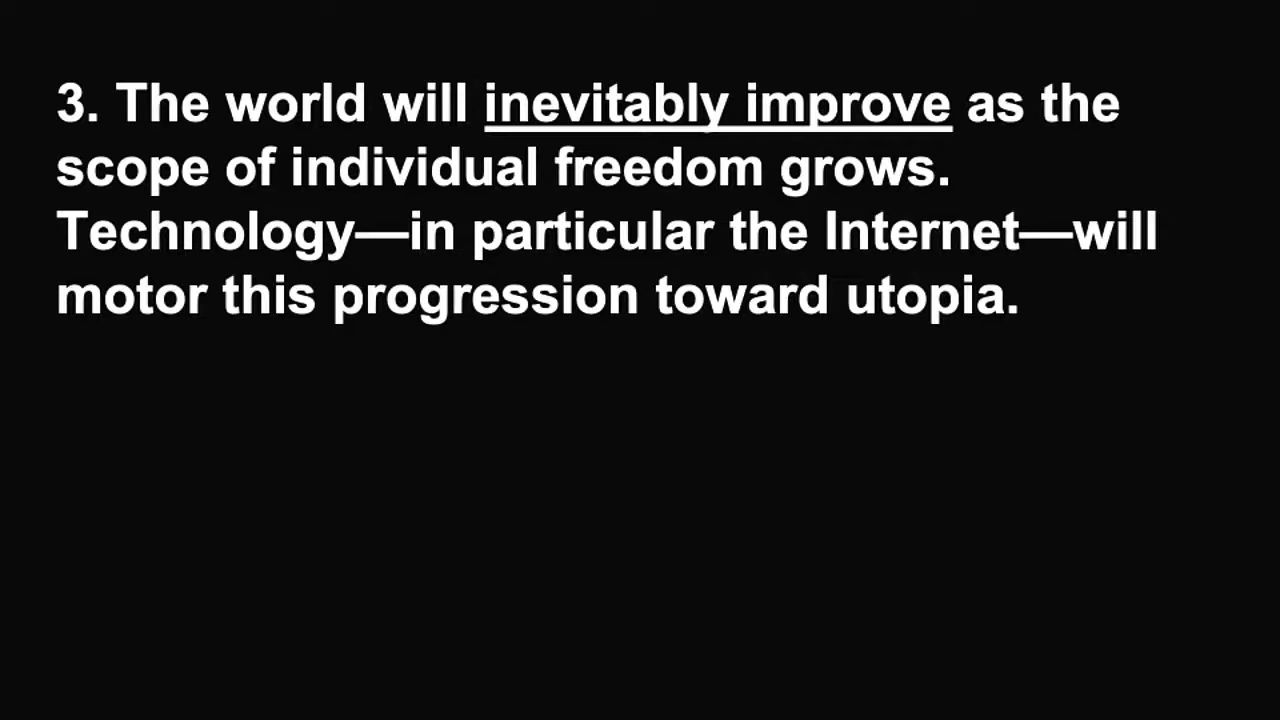 3. The world will inevitably improve as the
scope of individual freedom grows.
Technology—in particular the Internet—will
motor this progression toward utopia.